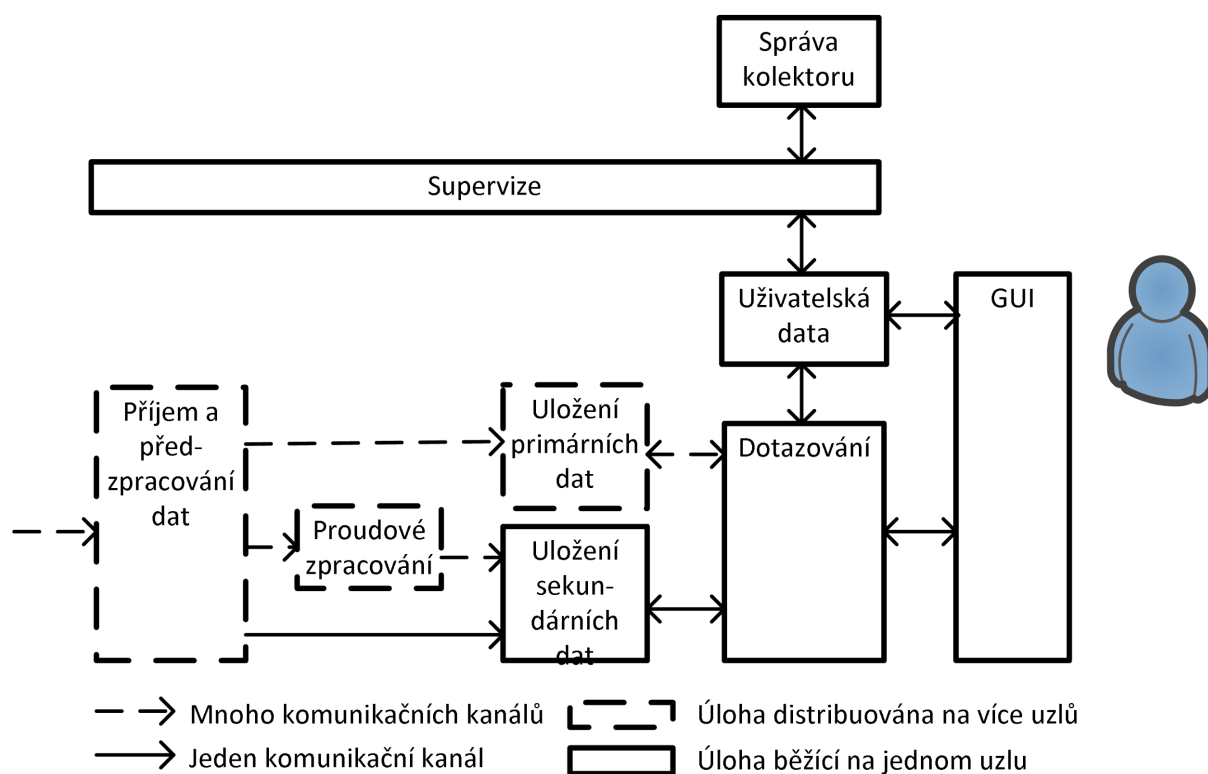 Správa
kolektoru
Supervize
Uživatelská
data
GUI
Příjem a
před-
zpracování
dat
Uložení
primárních
dat
Dotazování
Proudové
zpracování
Uložení
sekun-
dárních
dat
Mnoho komunikačních kanálů
Úloha distribuována na více uzlů
Jeden komunikační kanál
Úloha běžící na jednom uzlu